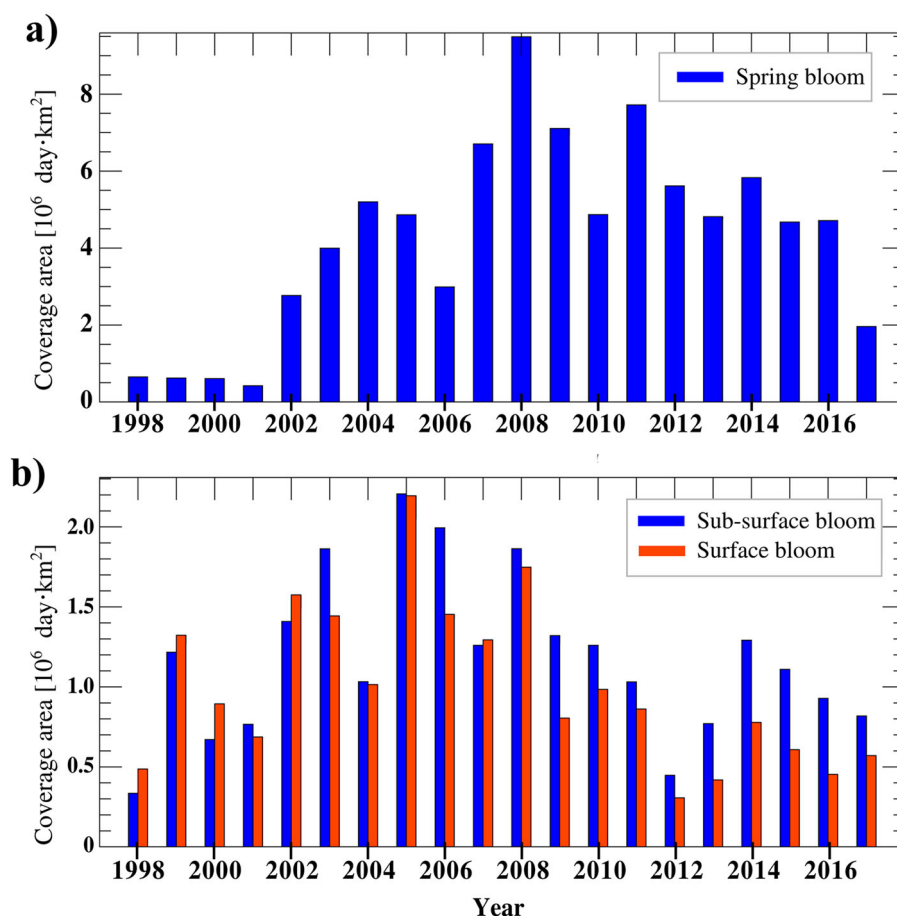 a)
Coverage area [10⁶ day·km²]
8
6
4
2
0
Spring bloom
1998 2000 2002 2004 2006 2008 2010 2012 2014 2016
b)
Coverage area [10⁶ day·km²]
2.0
1.5
1.0
0.5
0
Sub-surface bloom
Surface bloom
1998 2000 2002 2004 2006 2008 2010 2012 2014 2016
Year